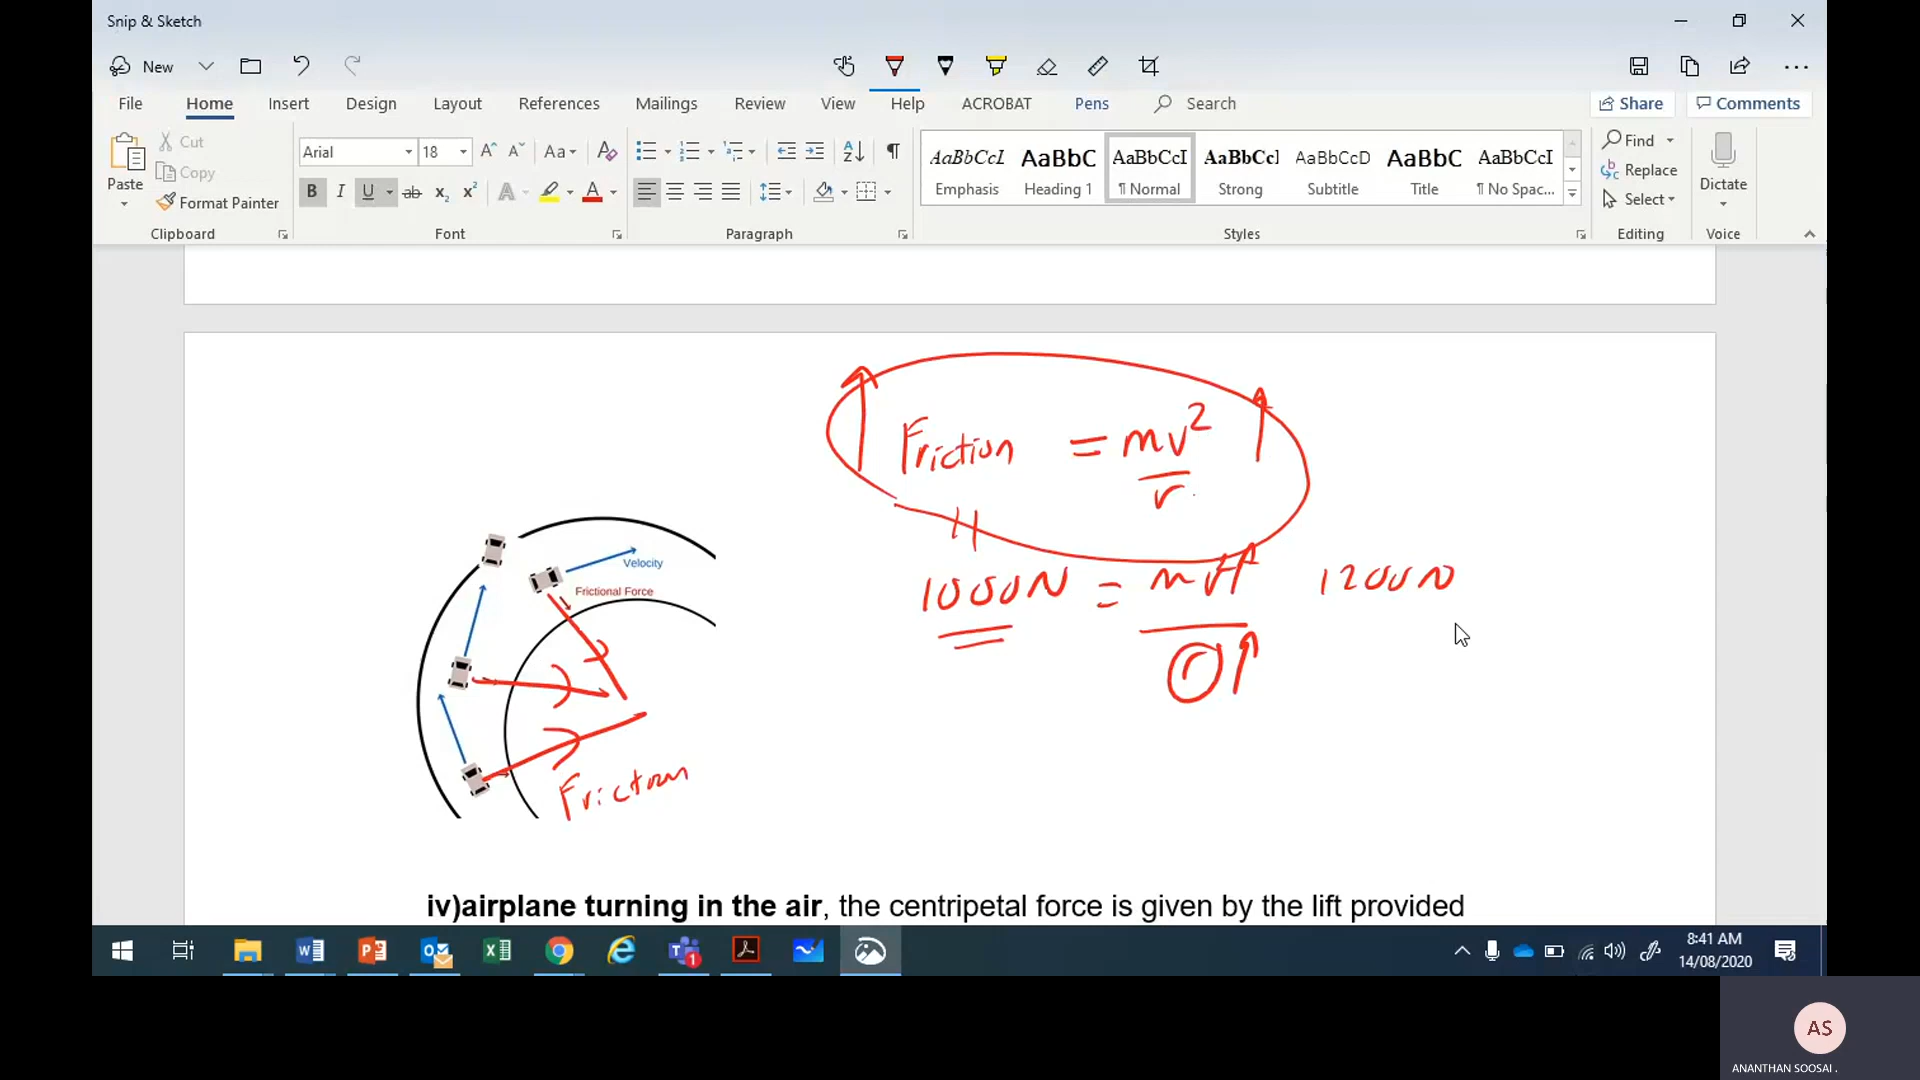 Snip & Sketch
New
File Home Insert Design Layout References Mailings Review View Help ACROBAT Pens Search Share Comments
Paste Cut Copy Format Painter
Clipboard
Arial 18
Font
Paragraph
AaBbCcI AaBbC AaBbCcI AaBbCcI AaBbCcD AaBbC AaBbCcI
Emphasis Heading 1 ¶ Normal Strong Subtitle Title ¶ No Spac...
Styles
Find
Replace
Select
Editing
Dictate
Voice
Friction = mv²
r
1000N = mv 1200N
r
Velocity
Frictional Force
Friction
iv)airplane turning in the air, the centripetal force is given by the lift provided
8:41 AM
14/08/2020
AS
ANANTHAN SOOSAI .